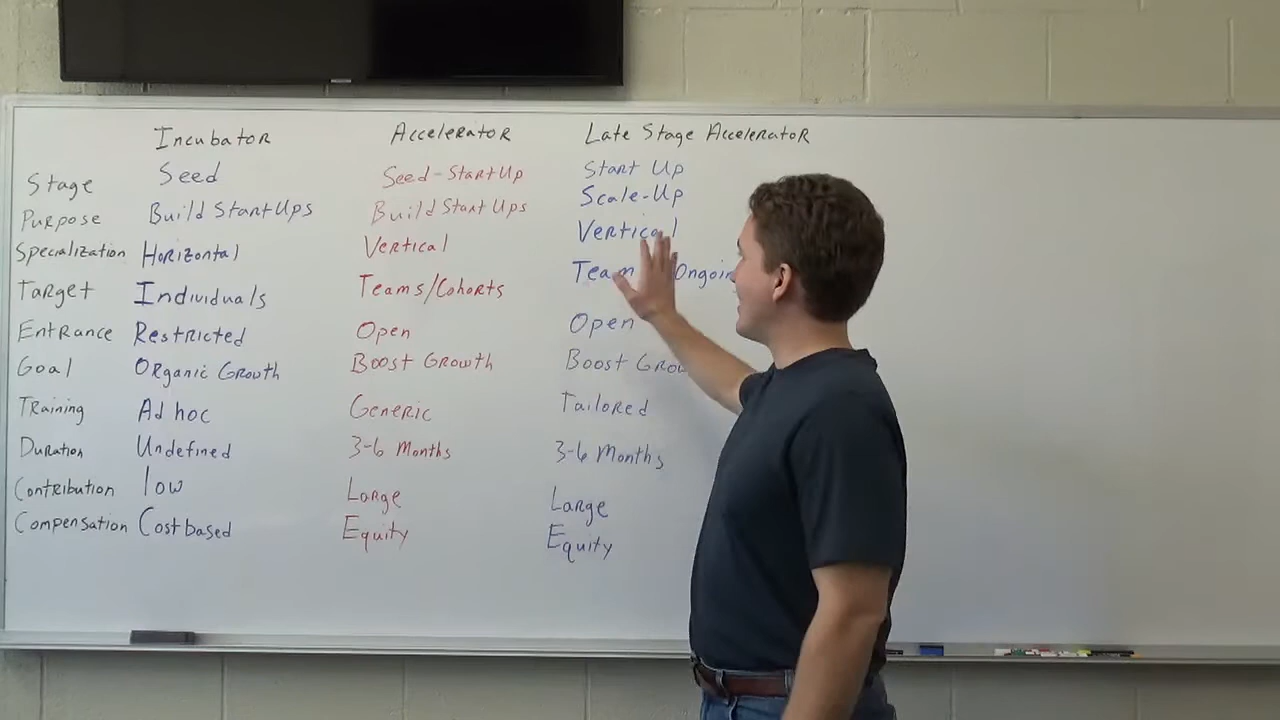 Incubator Accelerator Late Stage Accelerator
Stage Seed Seed-StartUp Start Up
Purpose Build StartUps Build StartUps Scale-Up
Specialization Horizontal Vertical Vertical
Target Individuals Teams/Cohorts
Entrance Restricted Open Open
Goal Organic Growth Boost Growth Boost
Training Ad hoc Generic Tailored
Duration Undefined 3-6 Months 3-6 Months
Contribution low Large Large
Compensation Cost based Equity Equity